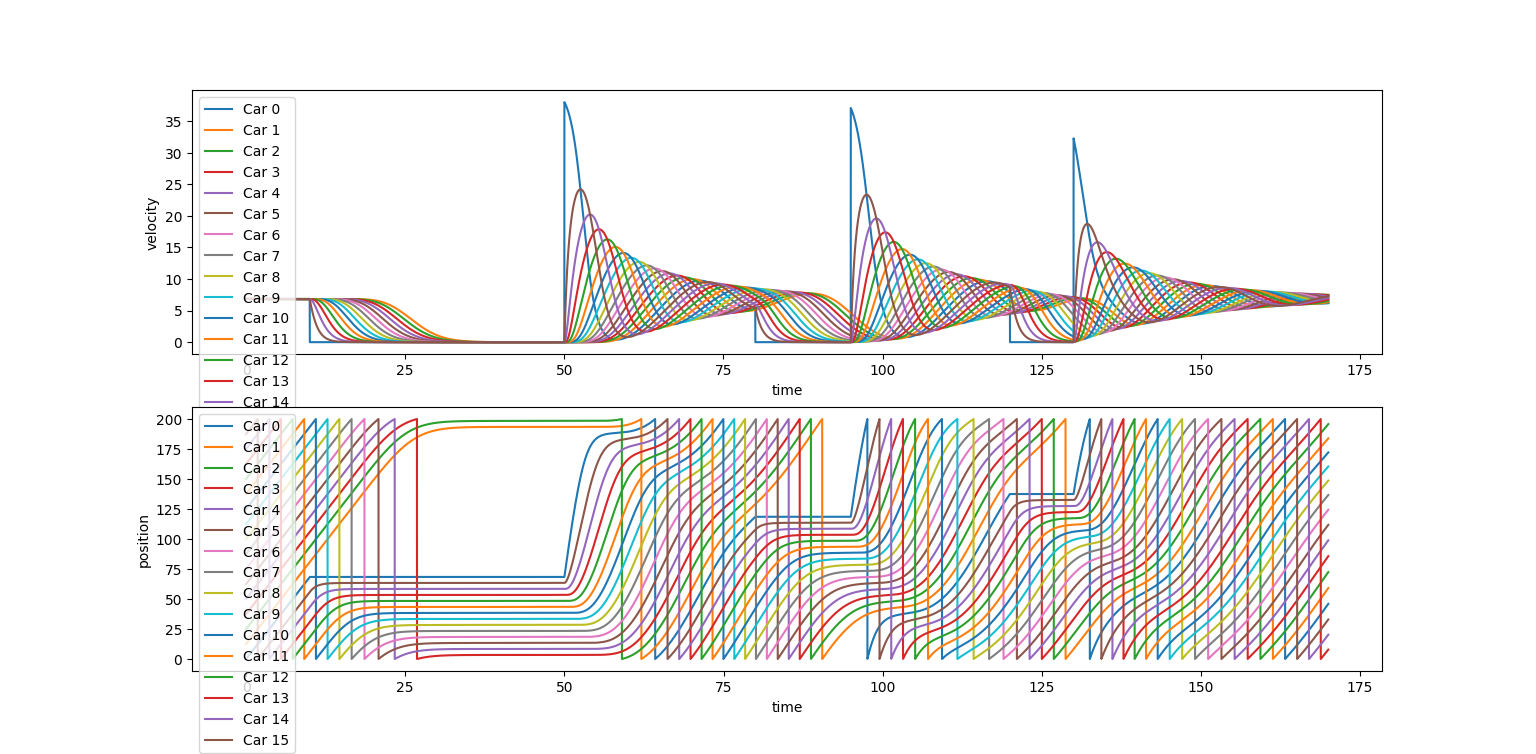 35
30
25
20
15
10
5
0
velocity
Car 0
Car 1
Car 2
Car 3
Car 4
Car 5
Car 6
Car 7
Car 8
Car 9
Car 10
Car 11
Car 12
Car 13
Car 14
0 25 50 75 100 125 150 175
time
200
175
150
125
100
75
50
25
0
position
Car 0
Car 1
Car 2
Car 3
Car 4
Car 5
Car 6
Car 7
Car 8
Car 9
Car 10
Car 11
Car 12
Car 13
Car 14
Car 15
0 25 50 75 100 125 150 175
time